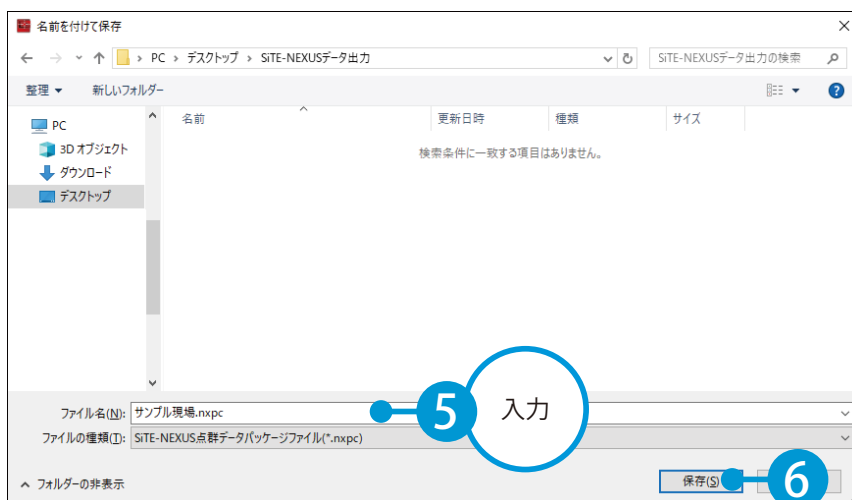 名前を付けて保存
PC › デスクトップ › SiTE-NEXUSデータ出力
SiTE-NEXUSデータ出力の検索
整理 新しいフォルダー
名前 更新日時 種類 サイズ
PC
3D オブジェクト
ダウンロード
デスクトップ
検索条件に一致する項目はありません。
ファイル名(N): サンプル現場.nxpc
5 入力
ファイルの種類(T): SiTE-NEXUS点群データパッケージファイル(*.nxpc)
フォルダーの非表示
保存(S) 6